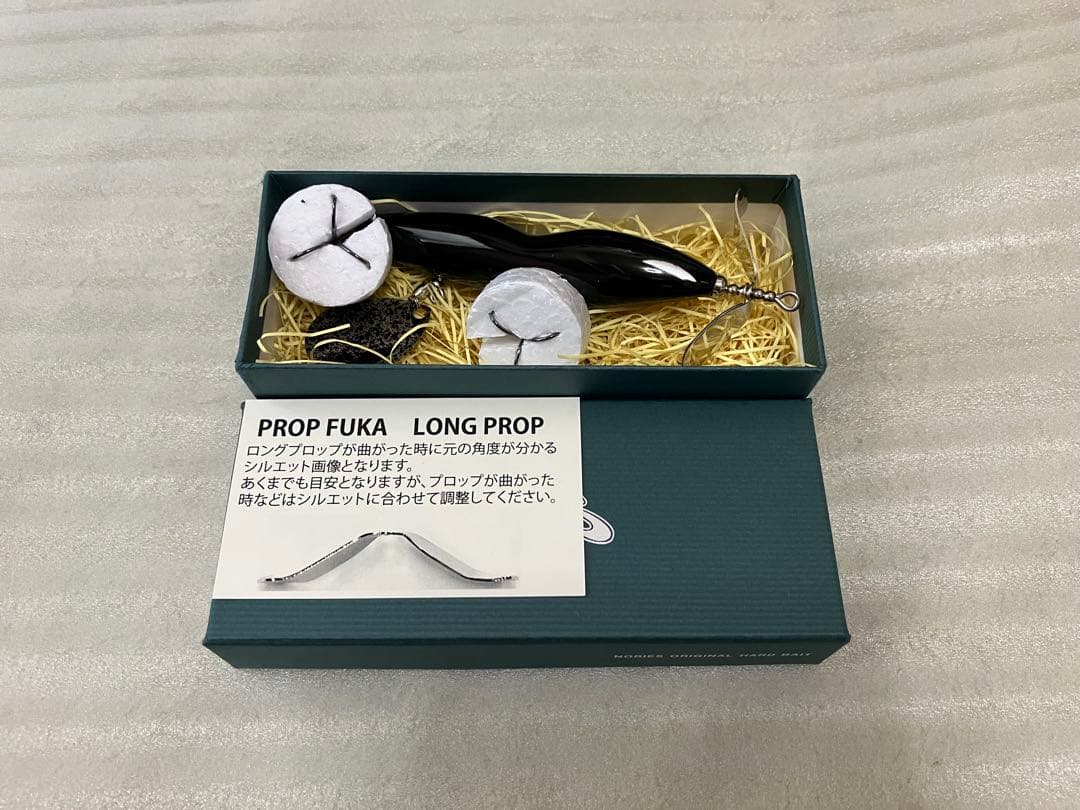 PROP FUKA LONG PROP
ロングプロップが曲がった時に元の角度が分かる
シルエット画像となります。
あくまでも目安となりますが、プロップが曲がった
時などはシルエットに合わせて調整してください。
NORIES ORIGINAL HARD BAIT